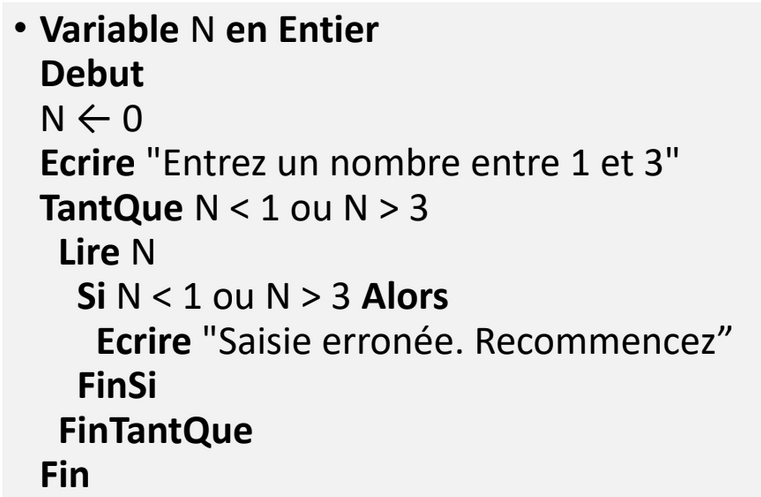 • Variable N en Entier
Debut
N ← 0
Ecrire "Entrez un nombre entre 1 et 3"
TantQue N < 1 ou N > 3
Lire N
Si N < 1 ou N > 3 Alors
Ecrire "Saisie erronée. Recommencez”
FinSi
FinTantQue
Fin